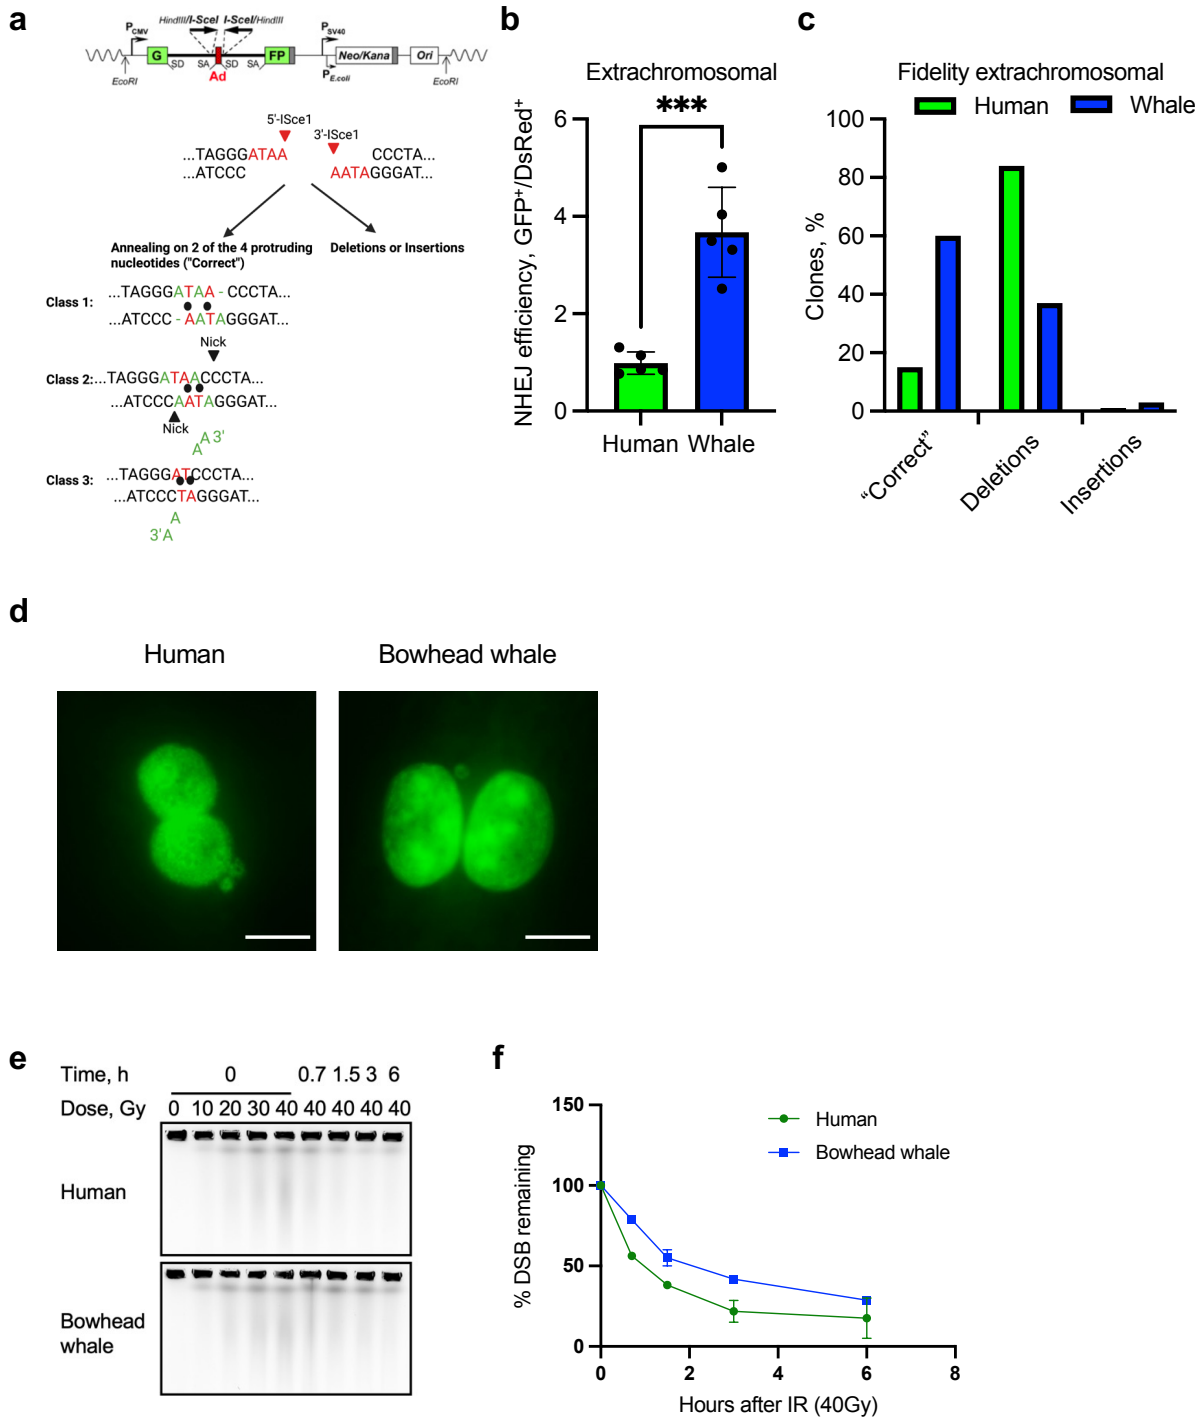 a
HindIII/I-SceI I-SceI/HindIII
PCMV
PSV40
G
FP
Neo/Kana
Ori
SD
SA
SD
SA
EcoRI
Ad
PE.coli
EcoRI
5'-ISce1
3'-ISce1
...TAGGGATAA
CCCTA...
...ATCCC
AATAGGGAT...
Annealing on 2 of the 4 protruding
nucleotides ("Correct")
Deletions or Insertions
Class 1:
...TAGGGATAA - CCCTA...
...ATCCC - AATAGGGAT...
Nick
Class 2:
...TAGGGATAACCCTA...
...ATCCCAATAGGGAT...
Nick
A 3'
A
Class 3:
...TAGGGATCCCTA...
...ATCCCTAGGGAT...
A
3'A
b
Extrachromosomal
***
NHEJ efficiency, GFP+/DsRed+
6
4
2
0
Human
Whale
c
Fidelity extrachromosomal
Human
Whale
Clones, %
100
80
60
40
20
0
“Correct”
Deletions
Insertions
d
Human
Bowhead whale
e
Time, h 0 0.7 1.5 3 6
Dose, Gy 0 10 20 30 40 40 40 40 40
Human
Bowhead
whale
f
% DSB remaining
150
100
50
0
Human
Bowhead whale
0 2 4 6 8
Hours after IR (40Gy)